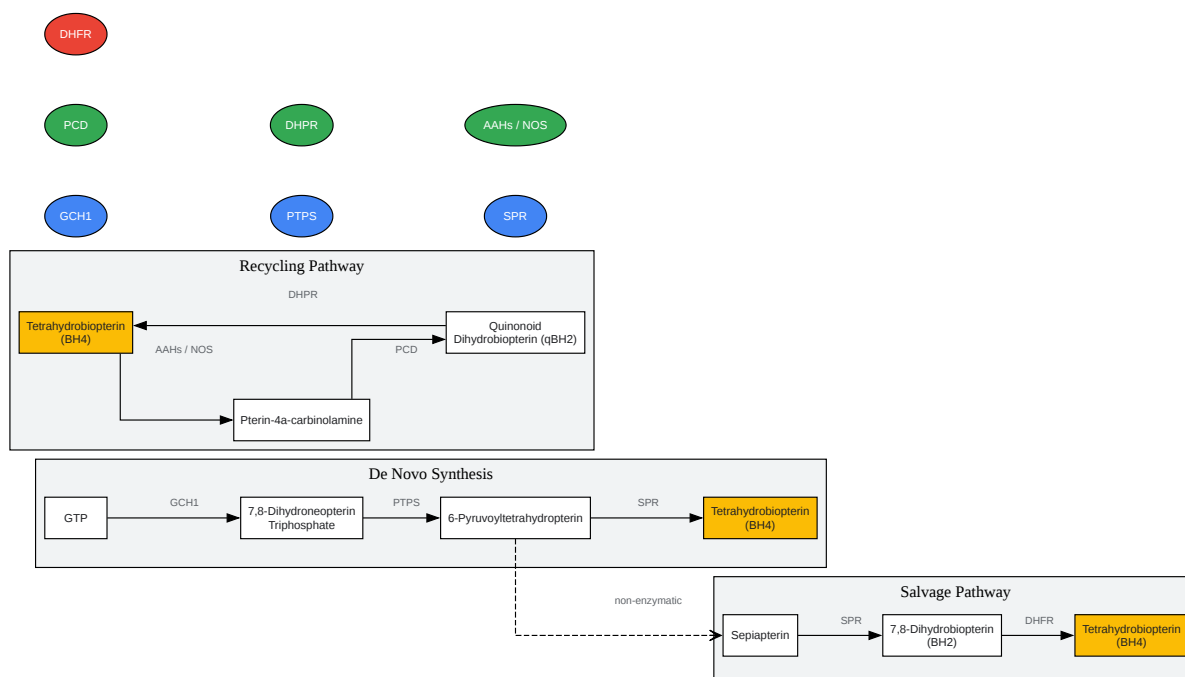 DHFR
PCD
DHPR
AAHs / NOS
GCH1
PTPS
SPR
Recycling Pathway
DHPR
Tetrahydrobiopterin
(BH4)
Quinonoid
Dihydrobiopterin (qBH2)
AAHs / NOS
PCD
Pterin-4a-carbinolamine
De Novo Synthesis
GTP
GCH1
7,8-Dihydroneopterin
Triphosphate
PTPS
6-Pyruvoyltetrahydropterin
SPR
Tetrahydrobiopterin
(BH4)
non-enzymatic
Salvage Pathway
Sepiapterin
SPR
7,8-Dihydrobiopterin
(BH2)
DHFR
Tetrahydrobiopterin
(BH4)